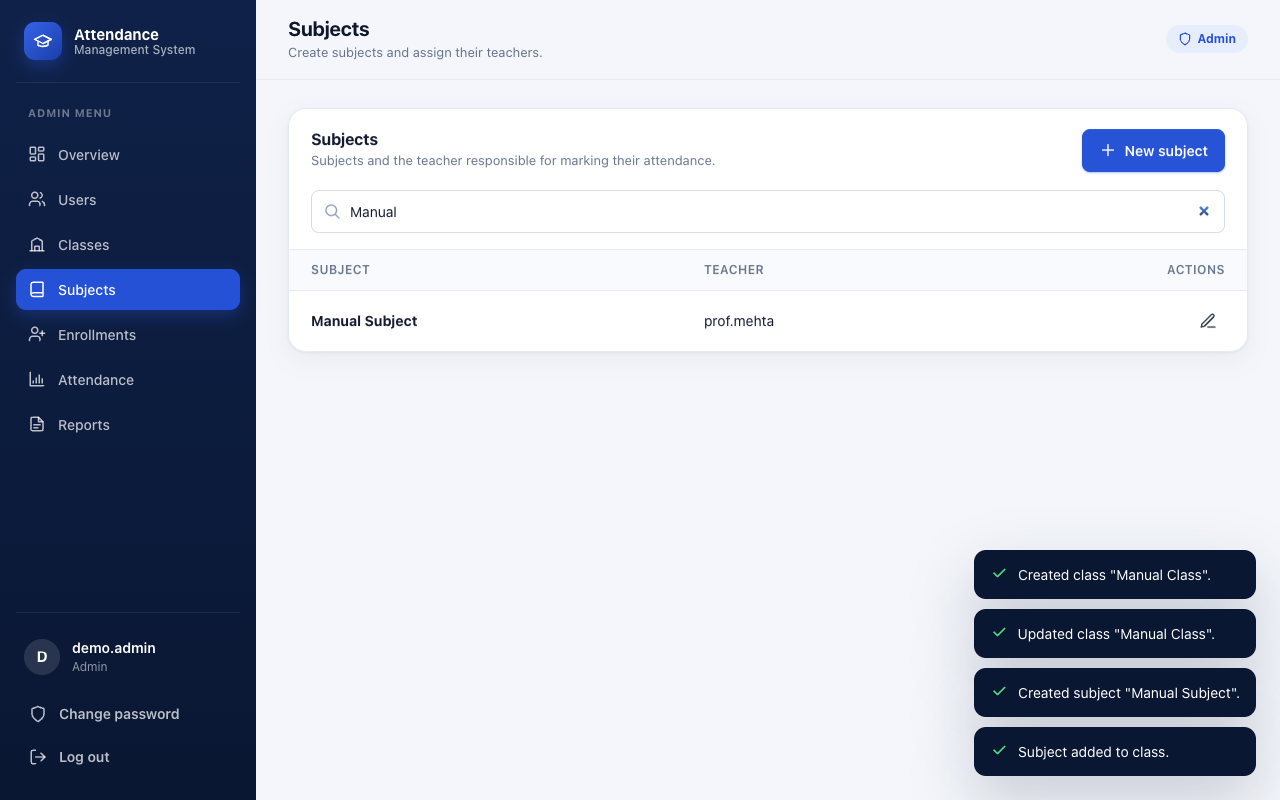 Attendance
Management System
ADMIN MENU
Overview
Users
Classes
Subjects
Enrollments
Attendance
Reports
D
demo.admin
Admin
Change password
Log out
Subjects
Create subjects and assign their teachers.
Admin
Subjects
Subjects and the teacher responsible for marking their attendance.
New subject
Manual
SUBJECT TEACHER ACTIONS
Manual Subject prof.mehta
Created class "Manual Class".
Updated class "Manual Class".
Created subject "Manual Subject".
Subject added to class.